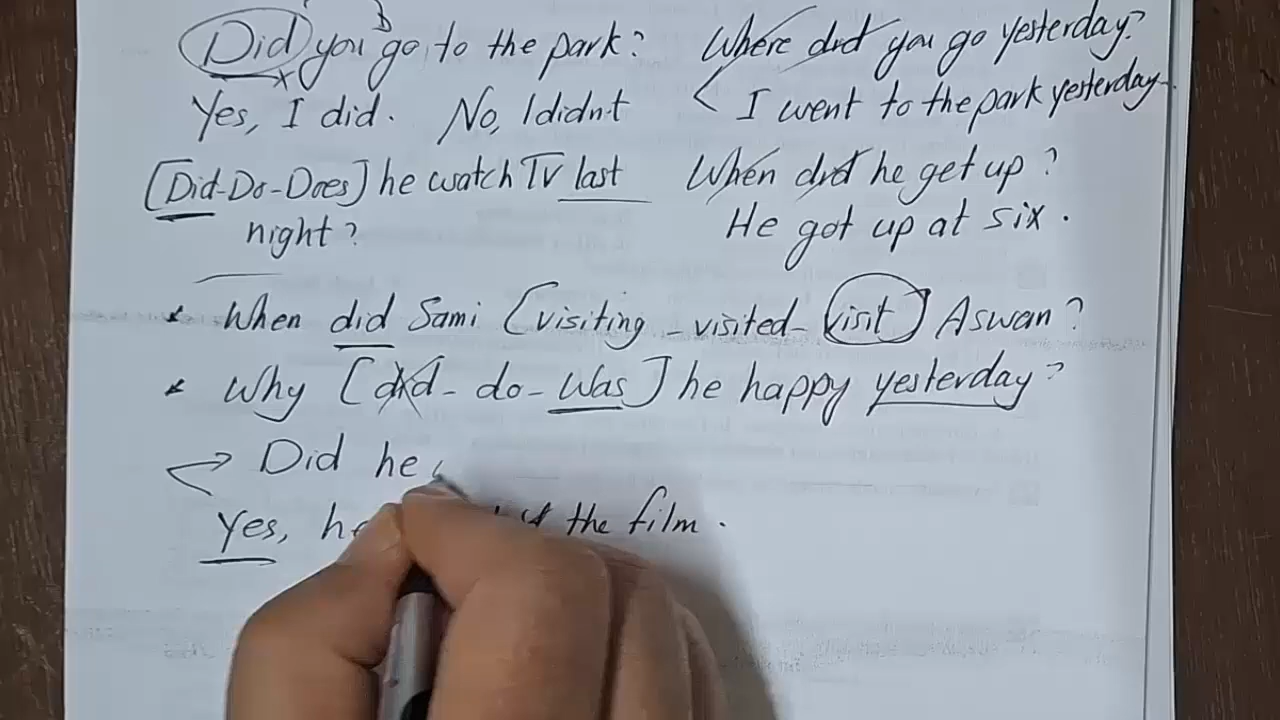 Did you go to the park?
Yes, I did. No, I didn't
[Did-Do-Does] he watch TV last
night?
Where did you go yesterday?
I went to the park yesterday.
When did he get up?
He got up at six.
* When did Sami [visiting - visited - visit] Aswan?
* Why [did - do - was] he happy yesterday?
Did he
Yes, he the film.